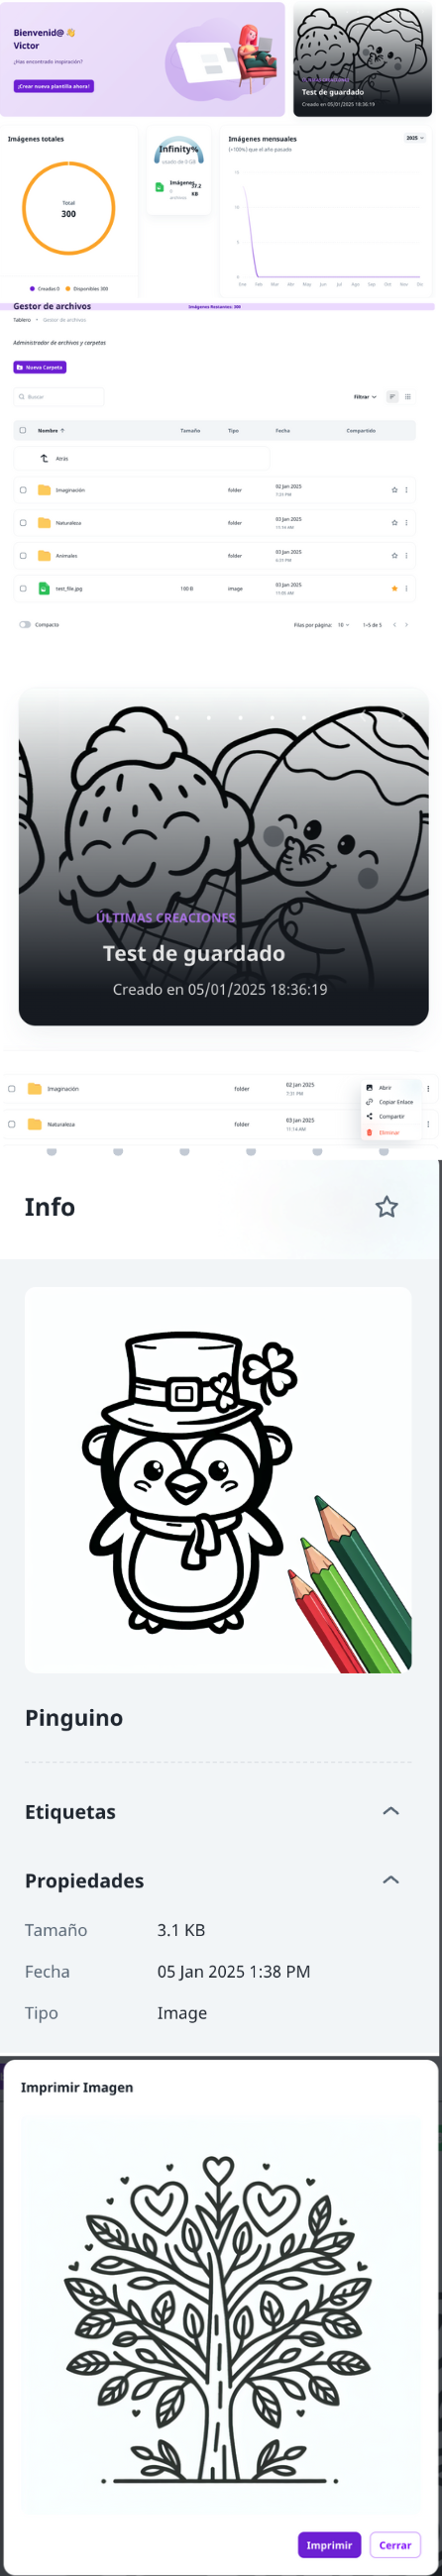 Bienvenid@ 👋
Victor
¿Has encontrado inspiración?
¡Crear nueva plantilla ahora!
ÚLTIMAS CREACIONES
Test de guardado
Creado en 05/01/2025 18:36:19
Imágenes totales
Total
300
Creadas 0
Disponibles 300
Infinity%
usado de 0 GB
Imágenes
0 archivos
37.2 KB
Imágenes mensuales
(+100%) que el año pasado
2025
15
10
5
0
Ene Feb Mar Abr May Jun Jul Ago Sep Oct Nov Dic
Imágenes Restantes: 300
Gestor de archivos
Tablero • Gestor de archivos
Administrador de archivos y carpetas
Nueva Carpeta
Buscar
Filtrar
Nombre Tamaño Tipo Fecha Compartido
Atrás
Imaginación folder 02 Jan 2025
7:31 PM
Naturaleza folder 03 Jan 2025
11:14 AM
Animales folder 03 Jan 2025
test_file.jpg 100 B image 03 Jan 2025
Compacto
Filas por página: 10 1–5 de 5
ÚLTIMAS CREACIONES
Test de guardado
Creado en 05/01/2025 18:36:19
Imaginación folder 02 Jan 2025
7:31 PM
Naturaleza folder 03 Jan 2025
11:14 AM
Abrir
Copiar Enlace
Compartir
Eliminar
Info
Pinguino
Etiquetas
Propiedades
Tamaño 3.1 KB
Fecha 05 Jan 2025 1:38 PM
Tipo Image
Imprimir Imagen
Imprimir
Cerrar